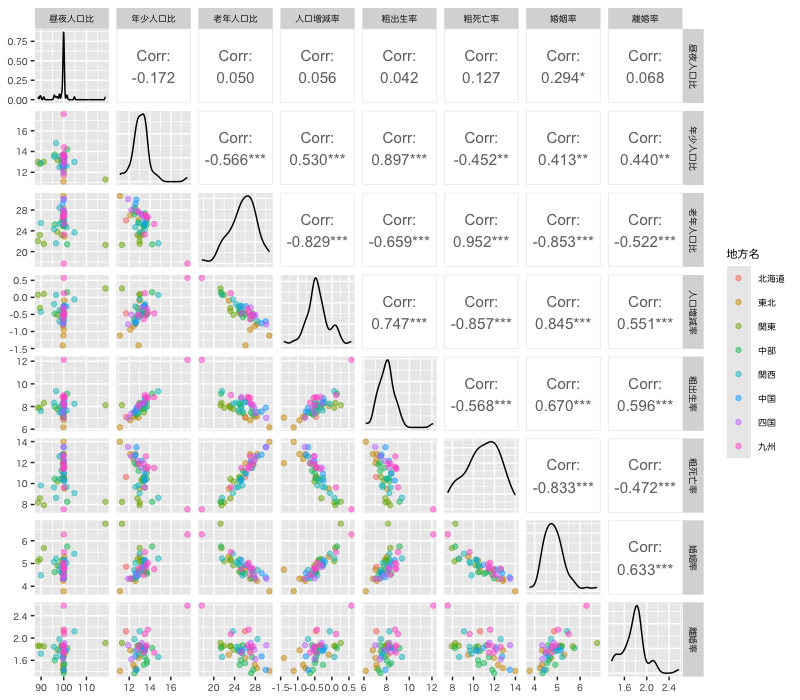 昼夜人口比 年少人口比 老年人口比 人口増減率 粗出生率 粗死亡率 婚姻率 離婚率
0.75
0.50
0.25
0.00
Corr: Corr: Corr: Corr: Corr: Corr: Corr:
-0.172 0.050 0.056 0.042 0.127 0.294* 0.068
昼夜人口比
16
14
12
Corr: Corr: Corr: Corr: Corr: Corr:
-0.566*** 0.530*** 0.897*** -0.452** 0.413** 0.440**
年少人口比
28
24
20
Corr: Corr: Corr: Corr: Corr:
-0.829*** -0.659*** 0.952*** -0.853*** -0.522***
老年人口比
0.5
0.0
-0.5
-1.0
-1.5
Corr: Corr: Corr: Corr:
0.747*** -0.857*** 0.845*** 0.551***
人口増減率
12
10
8
6
Corr: Corr: Corr:
-0.568*** 0.670*** 0.596***
粗出生率
14
12
10
8
Corr: Corr:
-0.833*** -0.472***
粗死亡率
6
5
4
Corr:
0.633***
婚姻率
2.4
2.0
1.6
離婚率
90 100 110 12 14 16 20 24 28 -1.5 -1.0 -0.5 0.0 0.5 6 8 10 12 8 10 12 14 4 5 6 1.6 2.0 2.4
地方名
北海道
東北
関東
中部
関西
中国
四国
九州